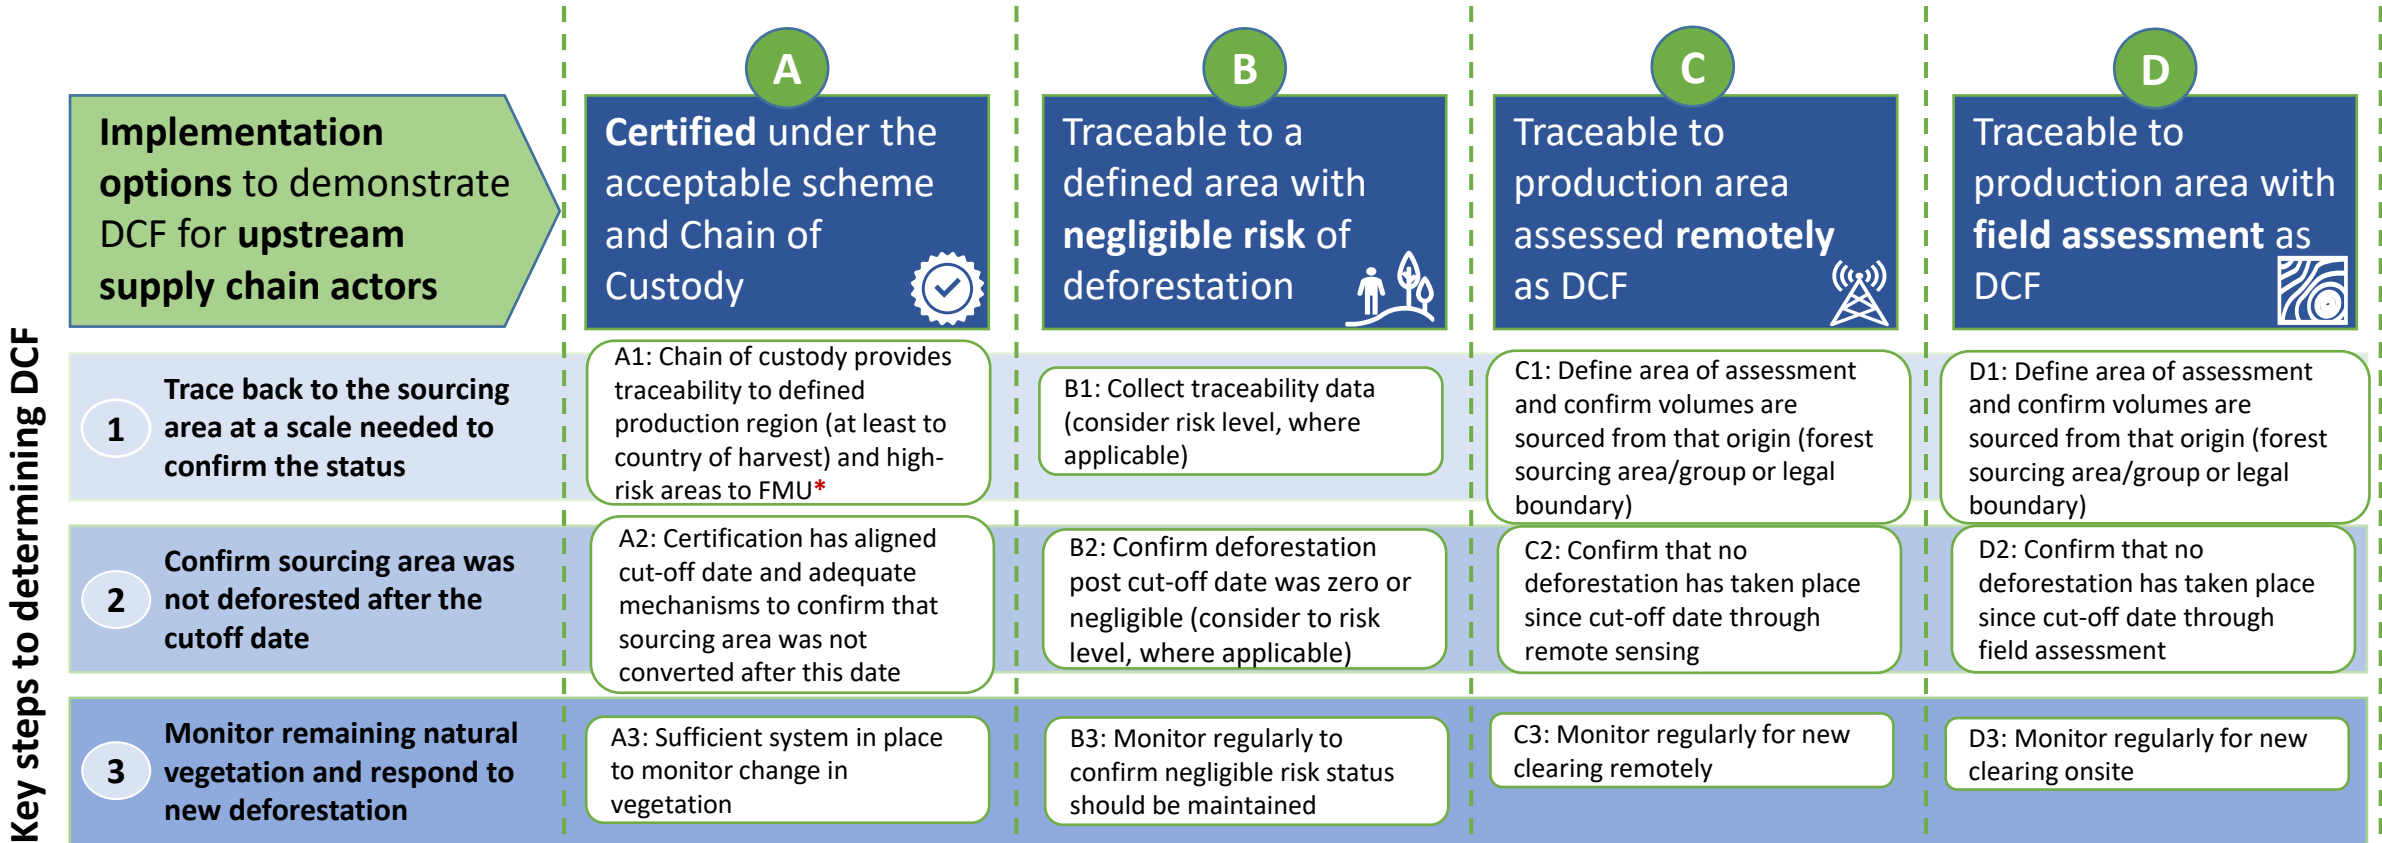 Implementation
options to demonstrate
DCF for upstream
supply chain actors
A
Certified under the
acceptable scheme
and Chain of
Custody
B
Traceable to a
defined area with
negligible risk of
deforestation
C
Traceable to
production area
assessed remotely
as DCF
D
Traceable to
production area with
field assessment as
DCF
Key steps to determining DCF
1
Trace back to the sourcing
area at a scale needed to
confirm the status
A1: Chain of custody provides
traceability to defined
production region (at least to
country of harvest) and high-
risk areas to FMU*
B1: Collect traceability data
(consider risk level, where
applicable)
C1: Define area of assessment
and confirm volumes are
sourced from that origin (forest
sourcing area/group or legal
boundary)
D1: Define area of assessment
and confirm volumes are
sourced from that origin (forest
sourcing area/group or legal
boundary)
2
Confirm sourcing area was
not deforested after the
cutoff date
A2: Certification has aligned
cut-off date and adequate
mechanisms to confirm that
sourcing area was not
converted after this date
B2: Confirm deforestation
post cut-off date was zero or
negligible (consider to risk
level, where applicable)
C2: Confirm that no
deforestation has taken place
since cut-off date through
remote sensing
D2: Confirm that no
deforestation has taken place
since cut-off date through
field assessment
3
Monitor remaining natural
vegetation and respond to
new deforestation
A3: Sufficient system in place
to monitor change in
vegetation
B3: Monitor regularly to
confirm negligible risk status
should be maintained
C3: Monitor regularly for new
clearing remotely
D3: Monitor regularly for new
clearing onsite